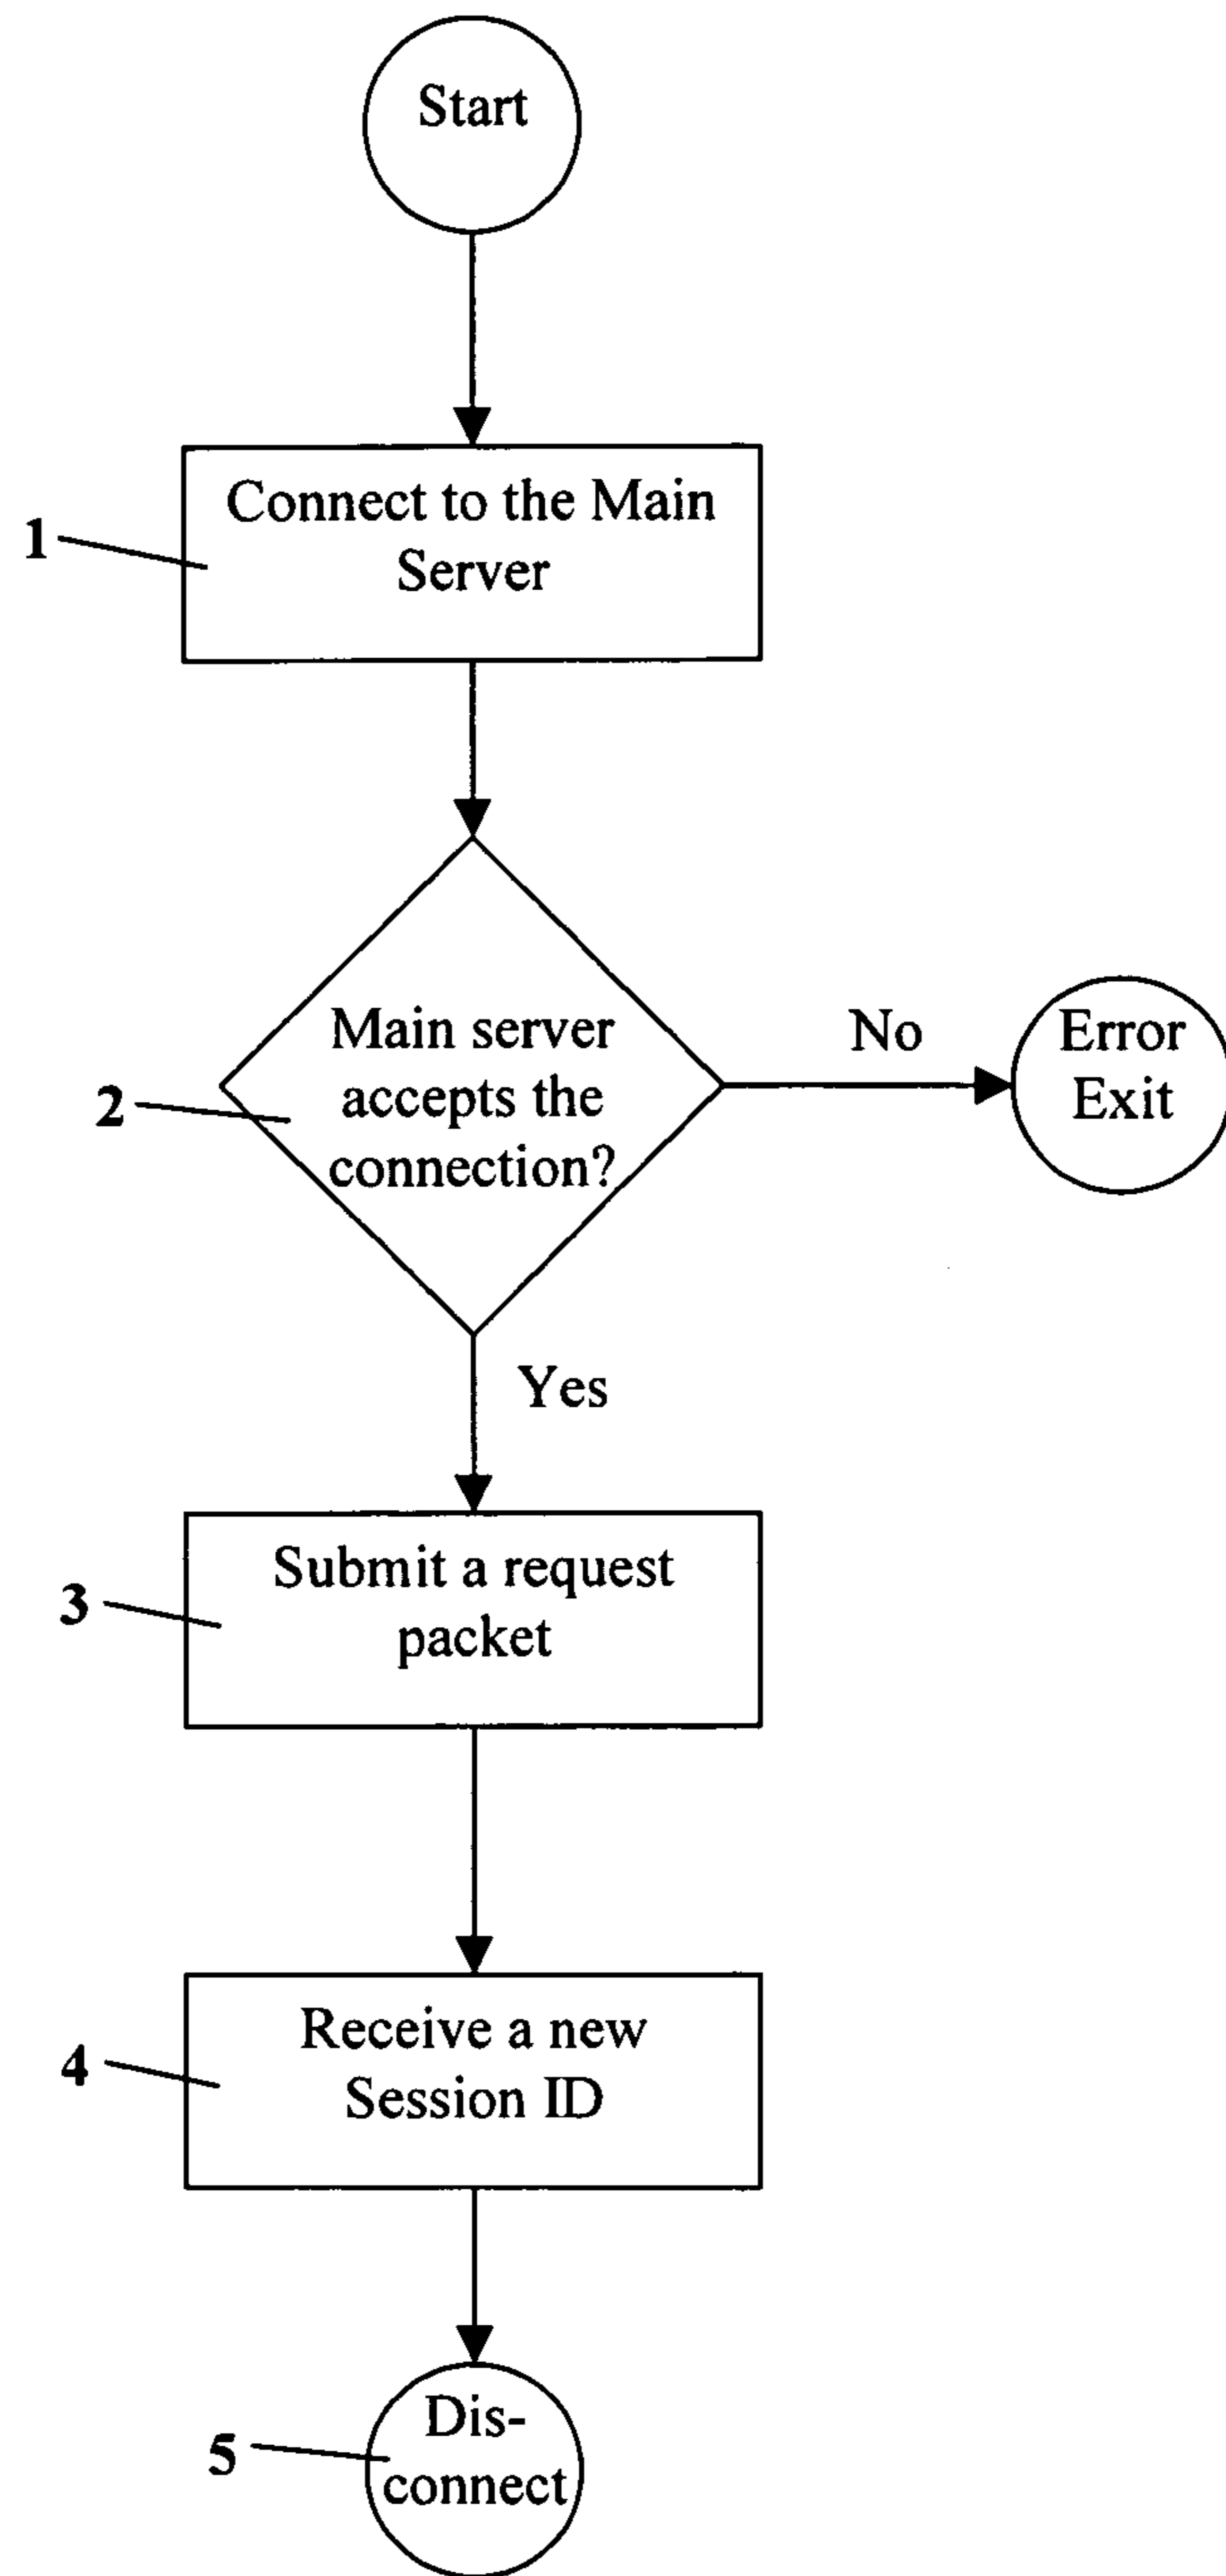 Start
Connect to the Main
Server
1
Main server
accepts the
connection?
2
No
Error
Exit
Yes
Submit a request
packet
3
Receive a new
Session ID
4
Dis-
connect
5